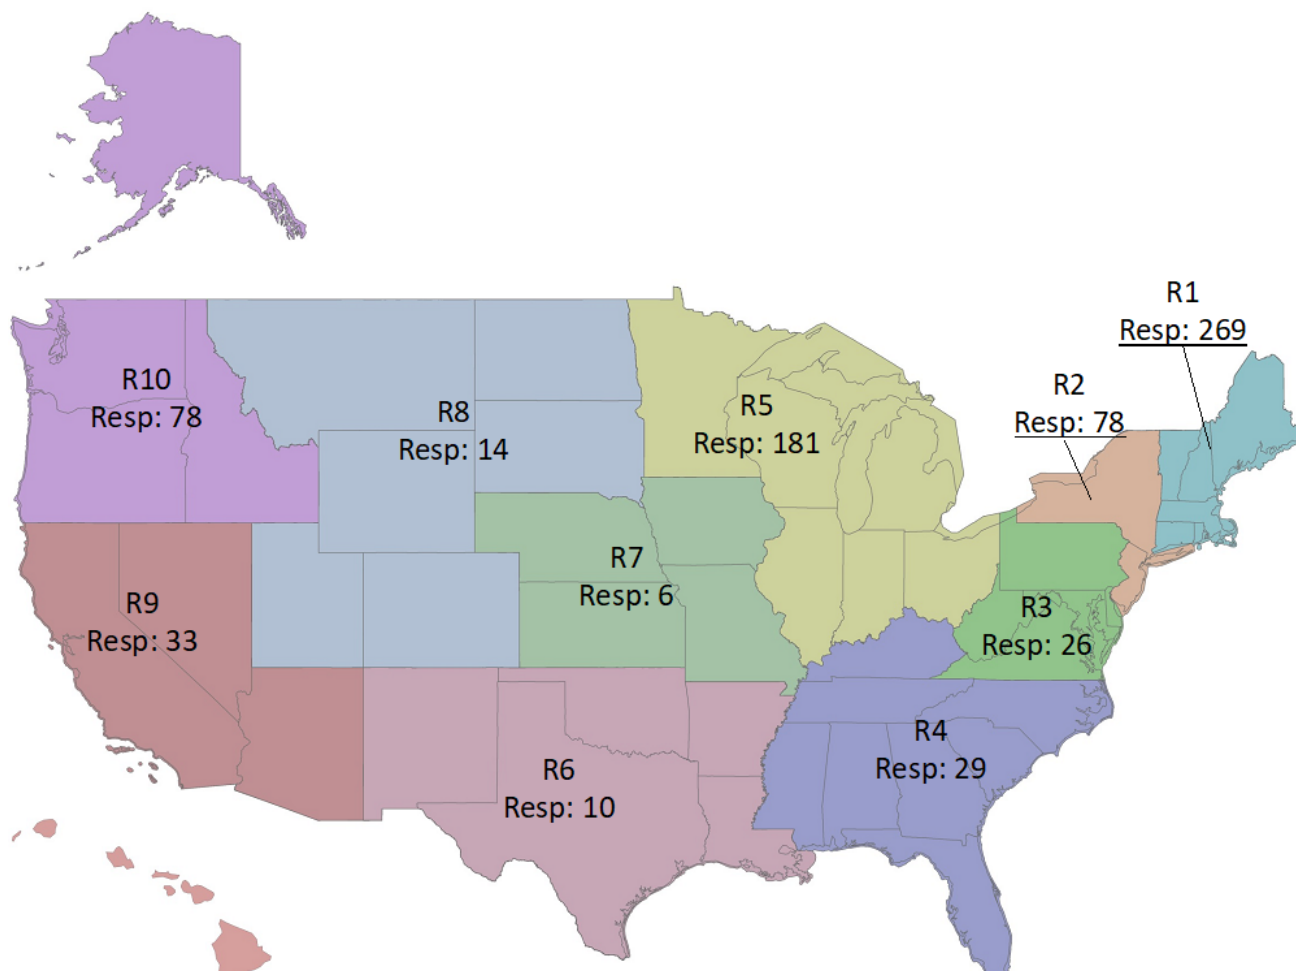 R1
Resp: 269
R2
Resp: 78
R10
Resp: 78
R8
Resp: 14
R5
Resp: 181
R7
Resp: 6
R9
Resp: 33
R3
Resp: 26
R4
Resp: 29
R6
Resp: 10